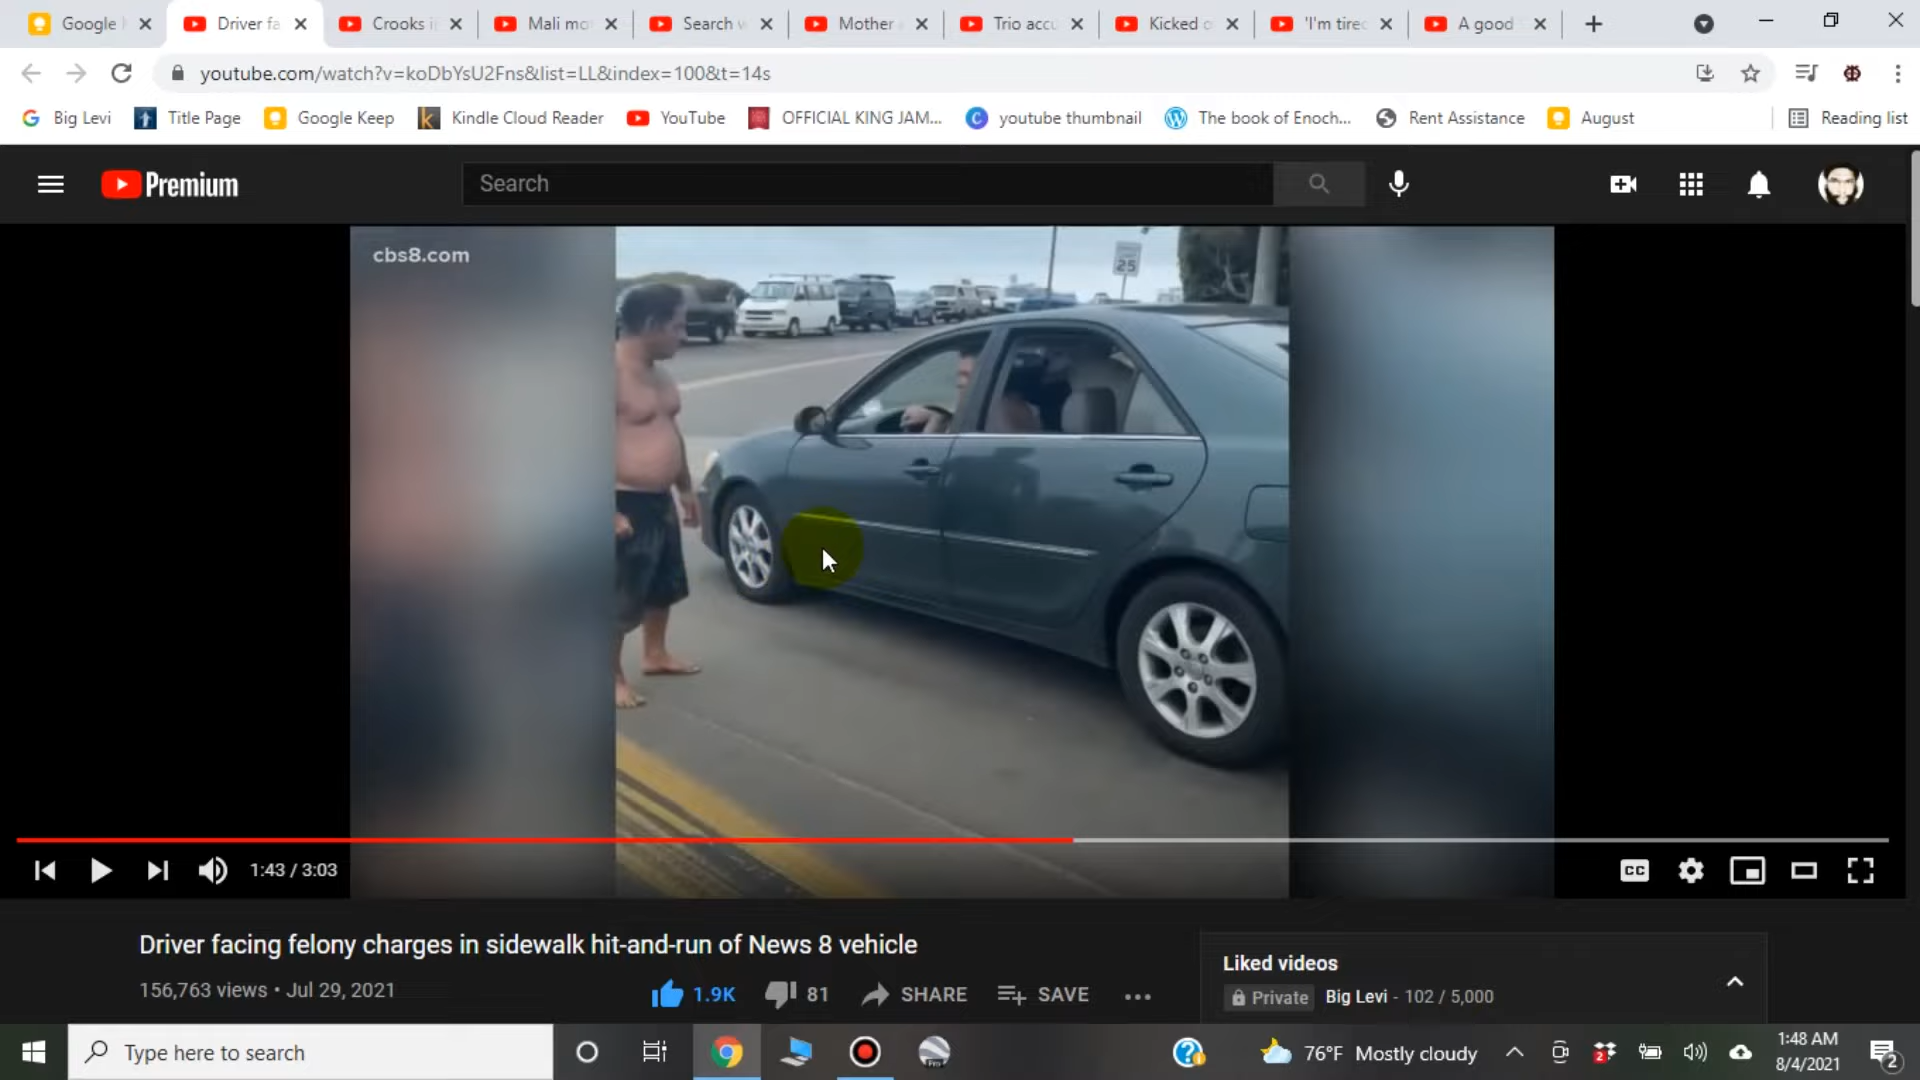 Google
Driver fa
Crooks i
Mali mo
Search w
Mother
Trio accu
Kicked o
'I'm tired
A good
youtube.com/watch?v=koDbYsU2Fns&list=LL&index=100&t=14s
Big Levi
Title Page
Google Keep
Kindle Cloud Reader
YouTube
OFFICIAL KING JAM...
youtube thumbnail
The book of Enoch...
Rent Assistance
August
Reading list
Premium
Search
cbs8.com
SPEED LIMIT
25
1:43 / 3:03
CC
Driver facing felony charges in sidewalk hit-and-run of News 8 vehicle
156,763 views • Jul 29, 2021
1.9K
81
SHARE
SAVE
Liked videos
Private Big Levi - 102 / 5,000
Type here to search
76°F Mostly cloudy
2
1:48 AM
8/4/2021
2